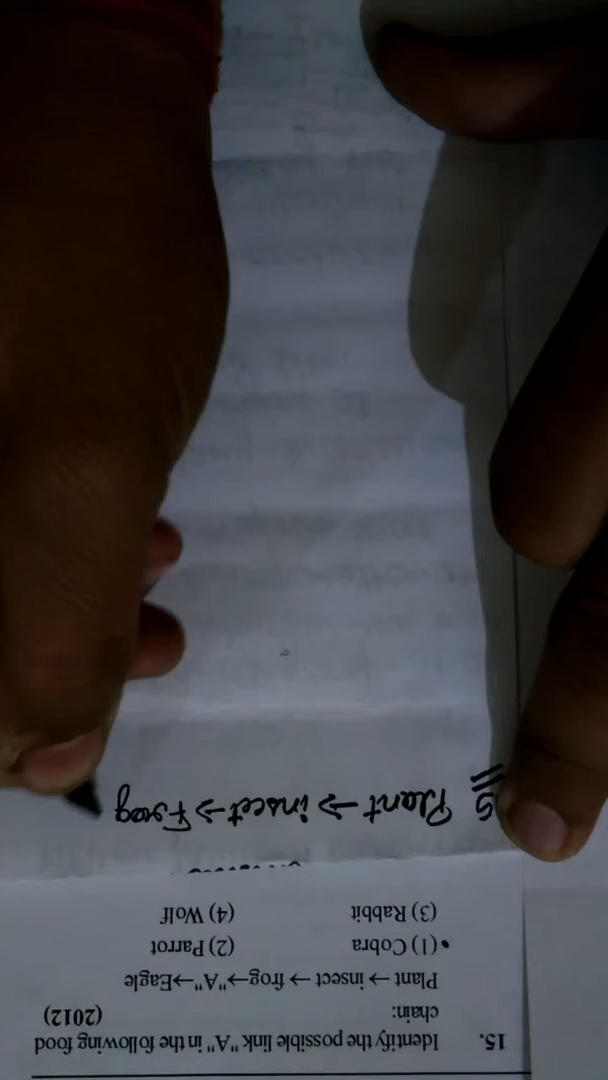 15. Identify the possible link "A" in the following food
chain: (2012)
Plant → insect → frog→"A"→Eagle
(1) Cobra (2) Parrot
(3) Rabbit (4) Wolf
Plant → insect → Frog